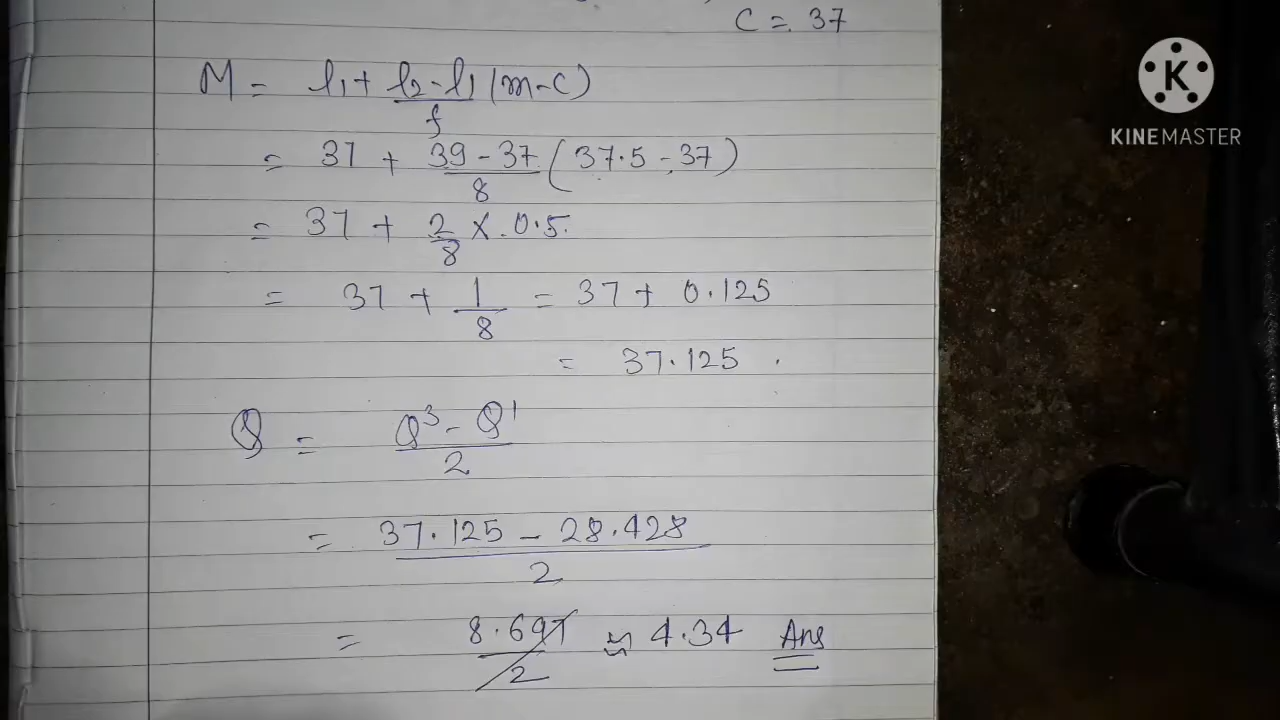 C = 37
M = l1 + l2 - l1 / f (m - C)
= 37 + 39 - 37 / 8 (37.5 - 37)
= 37 + 2/8 × 0.5
= 37 + 1/8 = 37 + 0.125
= 37.125
Q = Q³ - Q¹ / 2
= 37.125 - 28.428 / 2
= 8.697 / 2 ≈ 4.34 Ans
K
KINEMASTER